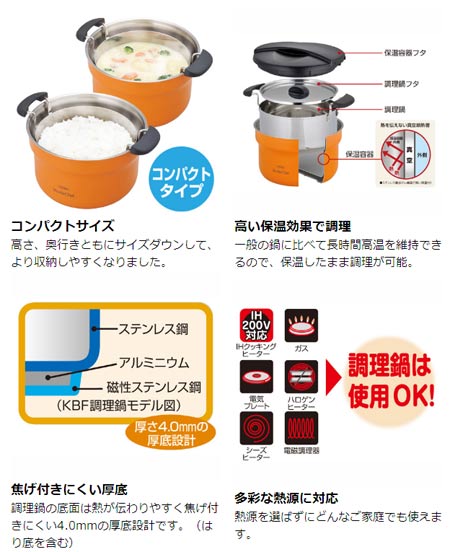 コンパクト
タイプ
コンパクトサイズ
高さ、奥行きともにサイズダウンして、
より収納しやすくなりました。
保温容器フタ
調理鍋フタ
調理鍋
保温容器
熱を伝えない真空断熱層
真空
外側
高い保温効果で調理
一般の鍋に比べて長時間高温を維持でき
るので、保温したまま調理が可能。
ステンレス鋼
アルミニウム
磁性ステンレス鋼
(KBF調理鍋モデル図)
厚さ4.0mmの
厚底設計
焦げ付きにくい厚底
調理鍋の底面は熱が伝わりやすく焦げ付
きにくい4.0mmの厚底設計です。（は
り底を含む）
IH
200V
対応
IHクッキング
ヒーター
ガス
電気
プレート
ハロゲン
ヒーター
シーズ
ヒーター
電磁調理器
調理鍋は
使用OK!
多彩な熱源に対応
熱源を選ばずにどんなご家庭でも使えま
す。